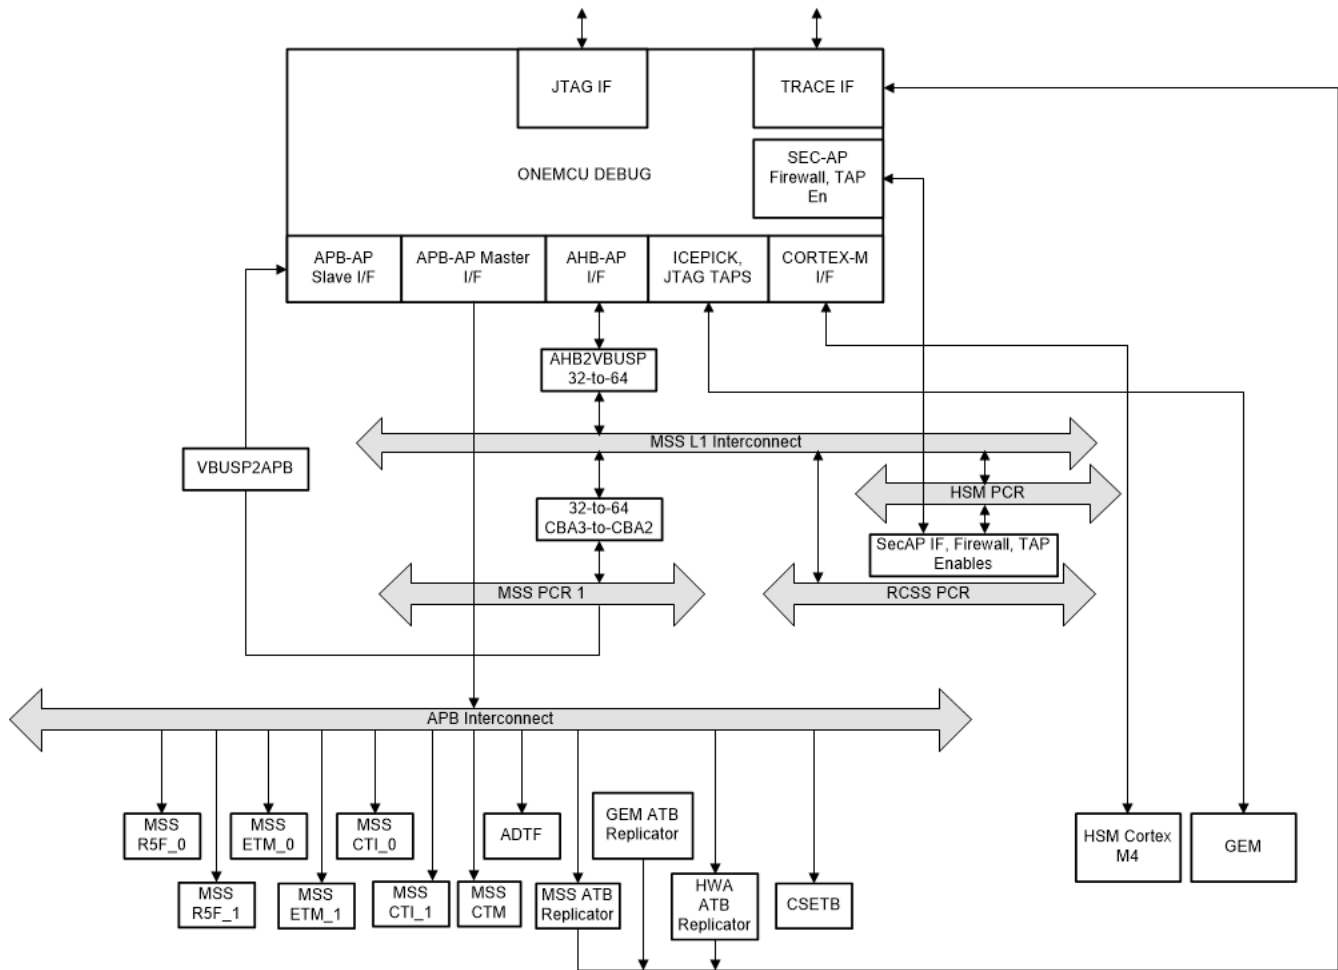 JTAG IF
TRACE IF
SEC-AP
Firewall, TAP
En
ONEMCU DEBUG
APB-AP
Slave I/F
APB-AP Master
I/F
AHB-AP
I/F
ICEPICK,
JTAG TAPS
CORTEX-M
I/F
AHB2VBUSP
32-to-64
MSS L1 Interconnect
VBUSP2APB
HSM PCR
32-to-64
CBA3-to-CBA2
SecAP IF, Firewall, TAP
Enables
MSS PCR 1
RCSS PCR
APB Interconnect
MSS
R5F_0
MSS
ETM_0
MSS
CTI_0
ADTF
GEM ATB
Replicator
HSM Cortex
M4
GEM
MSS
R5F_1
MSS
ETM_1
MSS
CTI_1
MSS
CTM
MSS ATB
Replicator
HWA
ATB
Replicator
CSETB